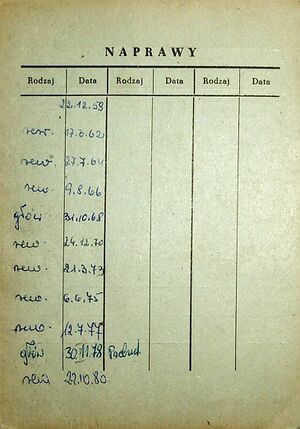 NAPRAWY
Rodzaj Data Rodzaj Data Rodzaj Data
22.12.59
rew. 17.3.62
rew. 27.7.64
rew. 9.8.66
głów. 31.10.68
rew. 24.12.70
rew. 21.3.73
rew. 6.6.75
rew. 12.7.77
głów 30.11.78
rew 22.10.80